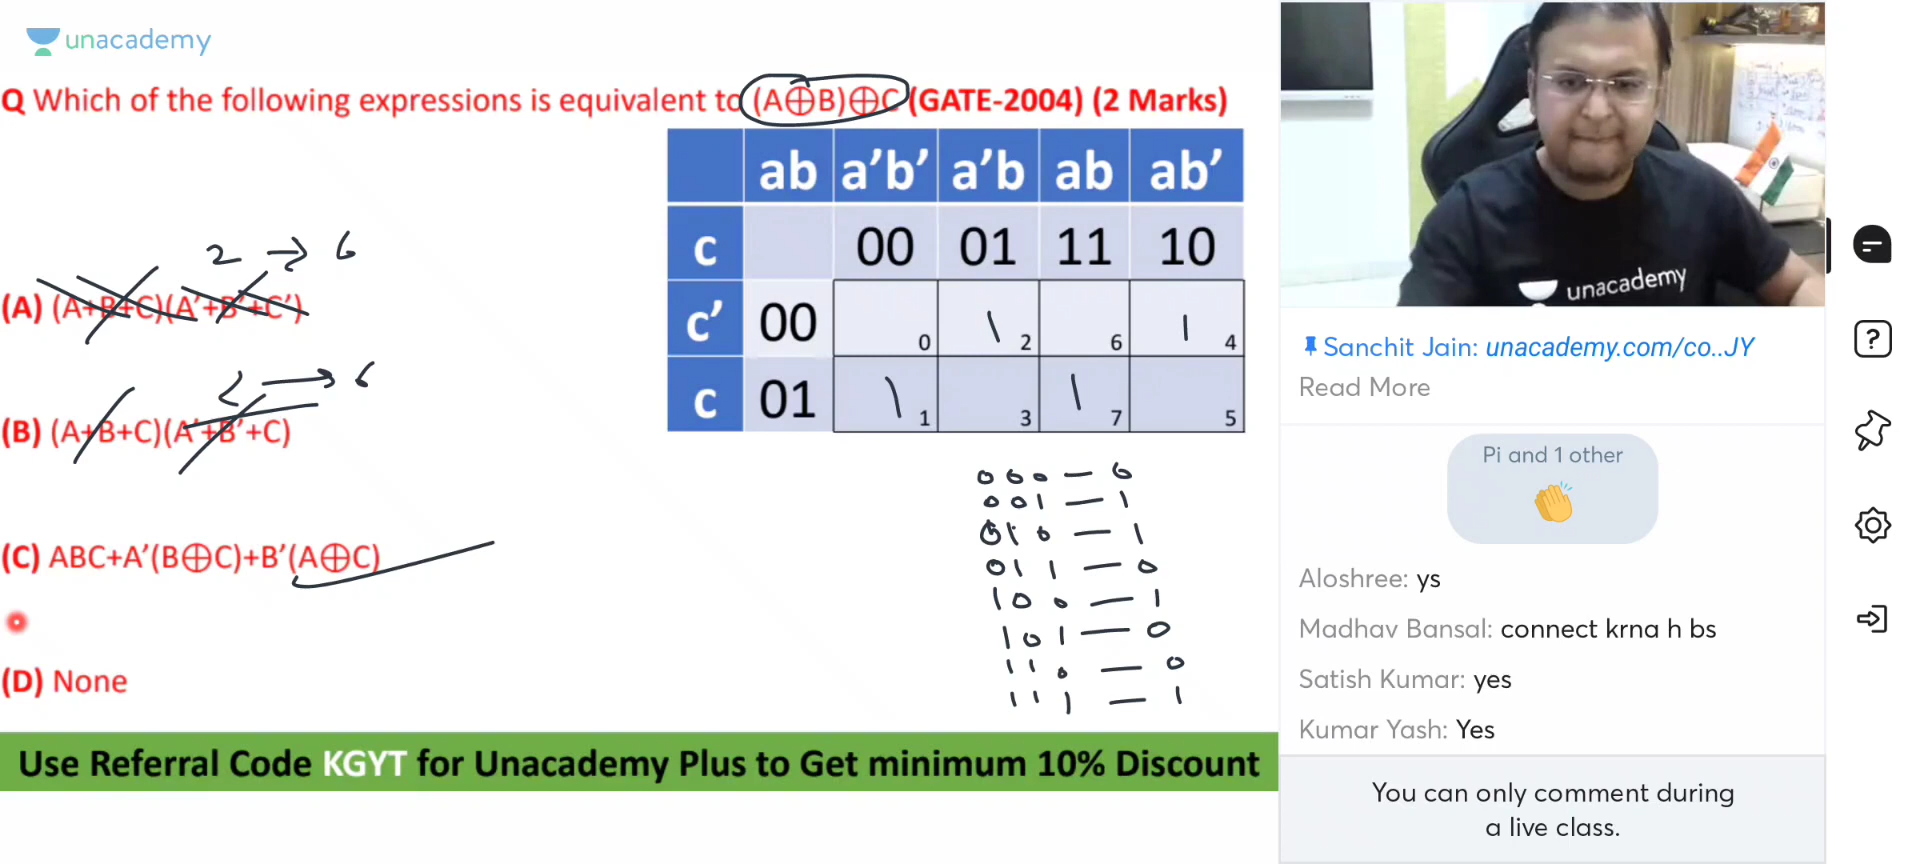 unacademy
Q Which of the following expressions is equivalent to (A⊕B)⊕C (GATE-2004) (2 Marks)
ab a'b' a'b ab ab'
c 00 01 11 10
c' 00 0 1 2 6 1 4
c 01 1 1 3 1 7 5
2 → 6
(A) (A+B+C)(A'+B'+C')
2 → 6
(B) (A+B+C)(A'+B'+C)
(C) ABC+A'(B⊕C)+B'(A⊕C)
(D) None
000 — 0
001 — 1
010 — 1
011 — 0
100 — 1
101 — 0
110 — 0
111 — 1
Use Referral Code KGYT for Unacademy Plus to Get minimum 10% Discount
unacademy
Sanchit Jain: unacademy.com/co..JY
Read More
Pi and 1 other
👏
Aloshree: ys
Madhav Bansal: connect krna h bs
Satish Kumar: yes
Kumar Yash: Yes
You can only comment during
a live class.
?